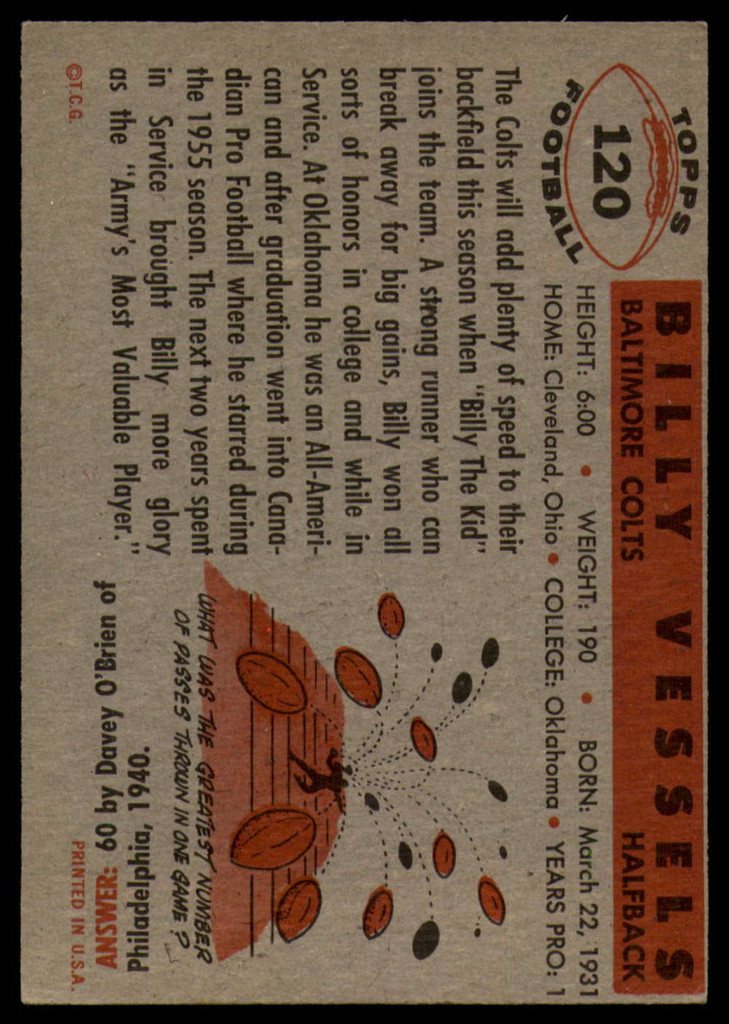 TOPPS
120
FOOTBALL
BILLY VESSELS
BALTIMORE COLTS HALFBACK
HEIGHT: 6:00 • WEIGHT: 190 • BORN: March 22, 1931
HOME: Cleveland, Ohio • COLLEGE: Oklahoma • YEARS PRO: 1
The Colts will add plenty of speed to their
backfield this season when "Billy The Kid"
joins the team. A strong runner who can
break away for big gains, Billy won all
sorts of honors in college and while in
Service. At Oklahoma he was an All-Ameri-
can and after graduation went into Cana-
dian Pro Football where he starred during
the 1955 season. The next two years spent
in Service brought Billy more glory
as the "Army's Most Valuable Player."
WHAT WAS THE GREATEST NUMBER
OF PASSES THROWN IN ONE GAME?
ANSWER: 60 by Davey O'Brien of
Philadelphia, 1940.
©T.C.G.
PRINTED IN U.S.A.